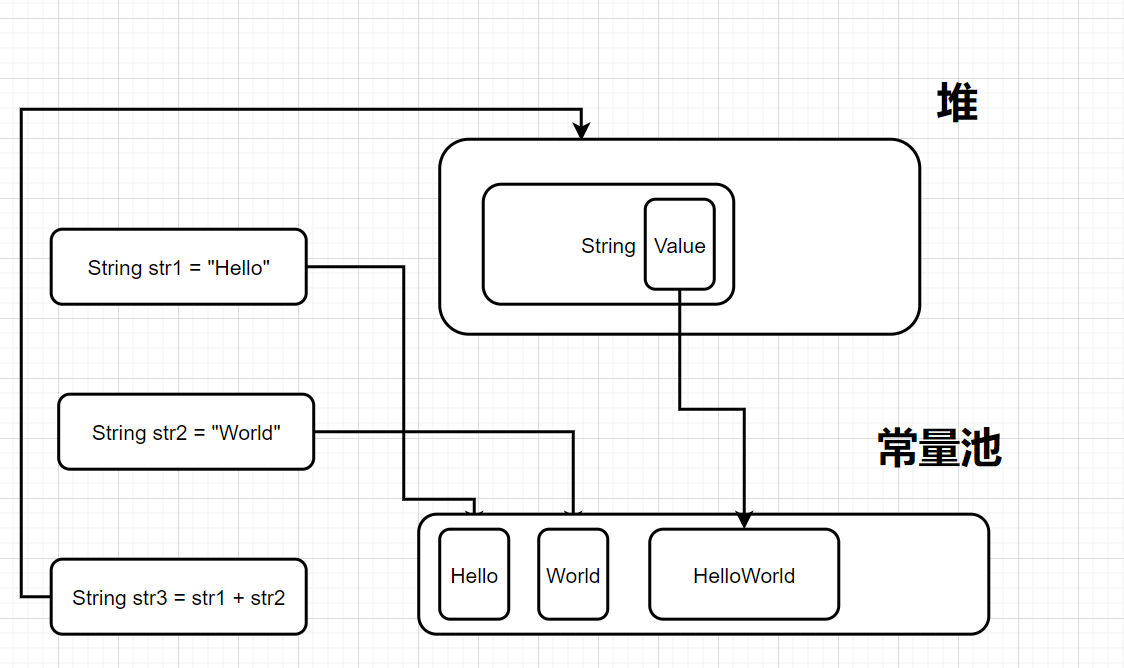 堆
String Value
String str1 = "Hello"
String str2 = "World"
常量池
Hello World HelloWorld
String str3 = str1 + str2